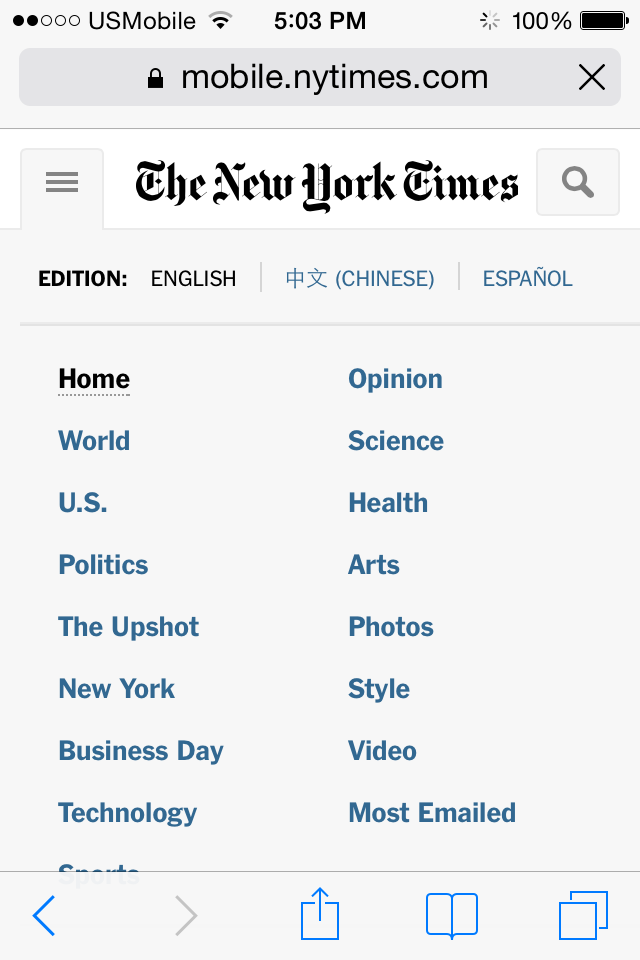 USMobile 5:03 PM 100%
mobile.nytimes.com
The New York Times
EDITION: ENGLISH 中文 (CHINESE) ESPAÑOL
Home Opinion
World Science
U.S. Health
Politics Arts
The Upshot Photos
New York Style
Business Day Video
Technology Most Emailed
Sports